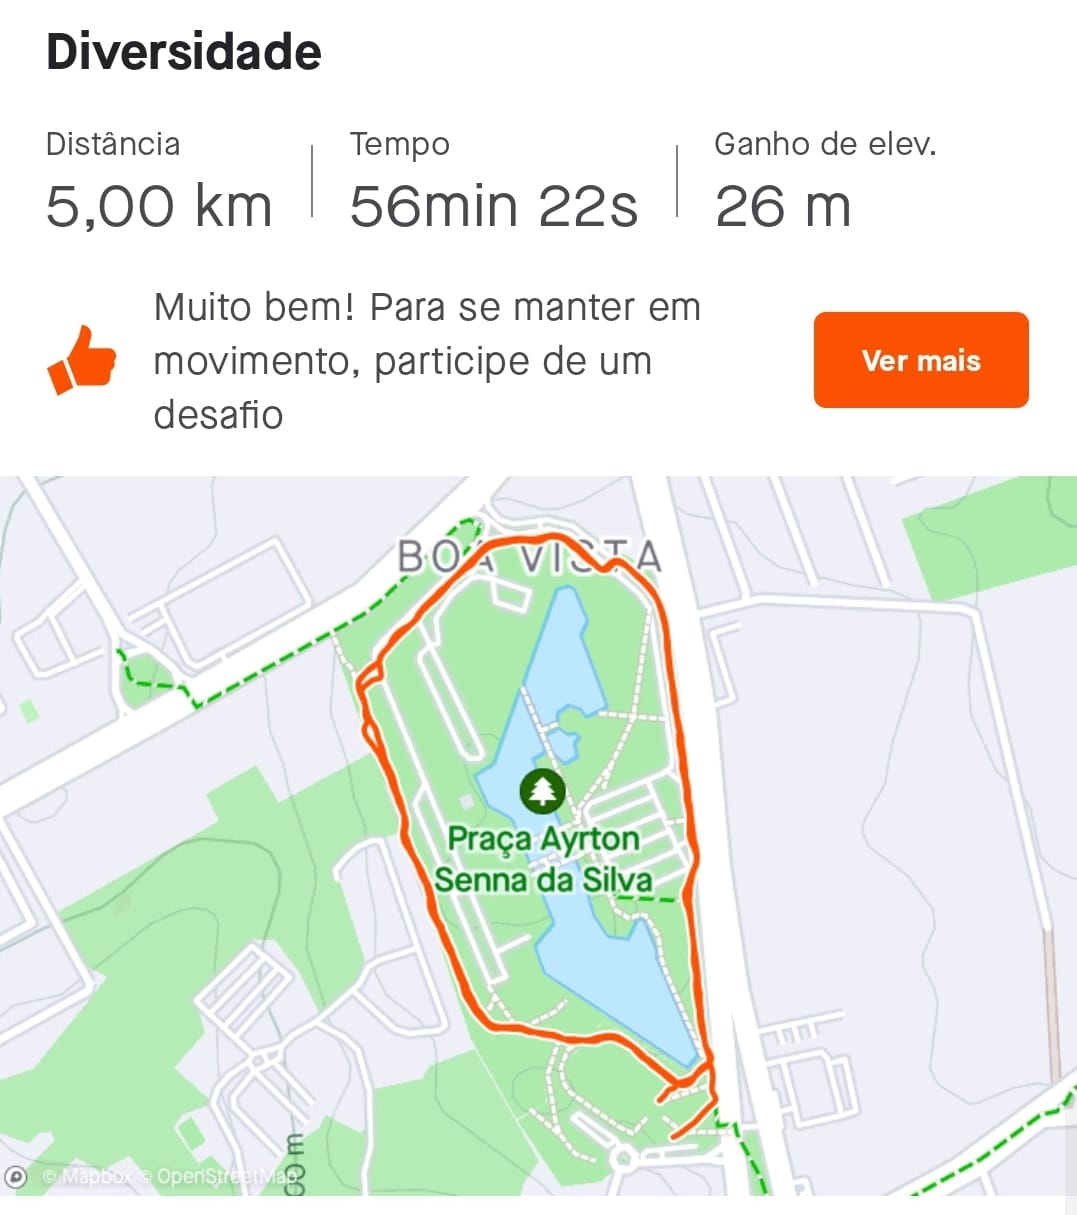 Diversidade
Distância
Tempo
Ganho de elev.
5,00 km
56min 22s
26 m
Muito bem! Para se manter em
movimento, participe de um
desafio
Ver mais
BOA VISTA
Praça Ayrton
Senna da Silva
© Mapbox © OpenStreetMap